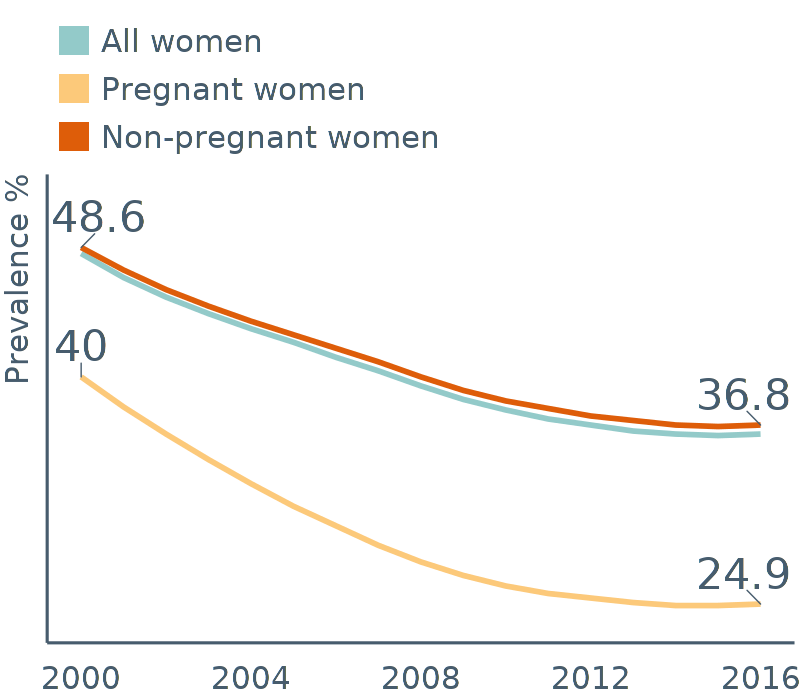 All women
Pregnant women
Non-pregnant women
Prevalence %
48.6
40
36.8
24.9
2000 2004 2008 2012 2016